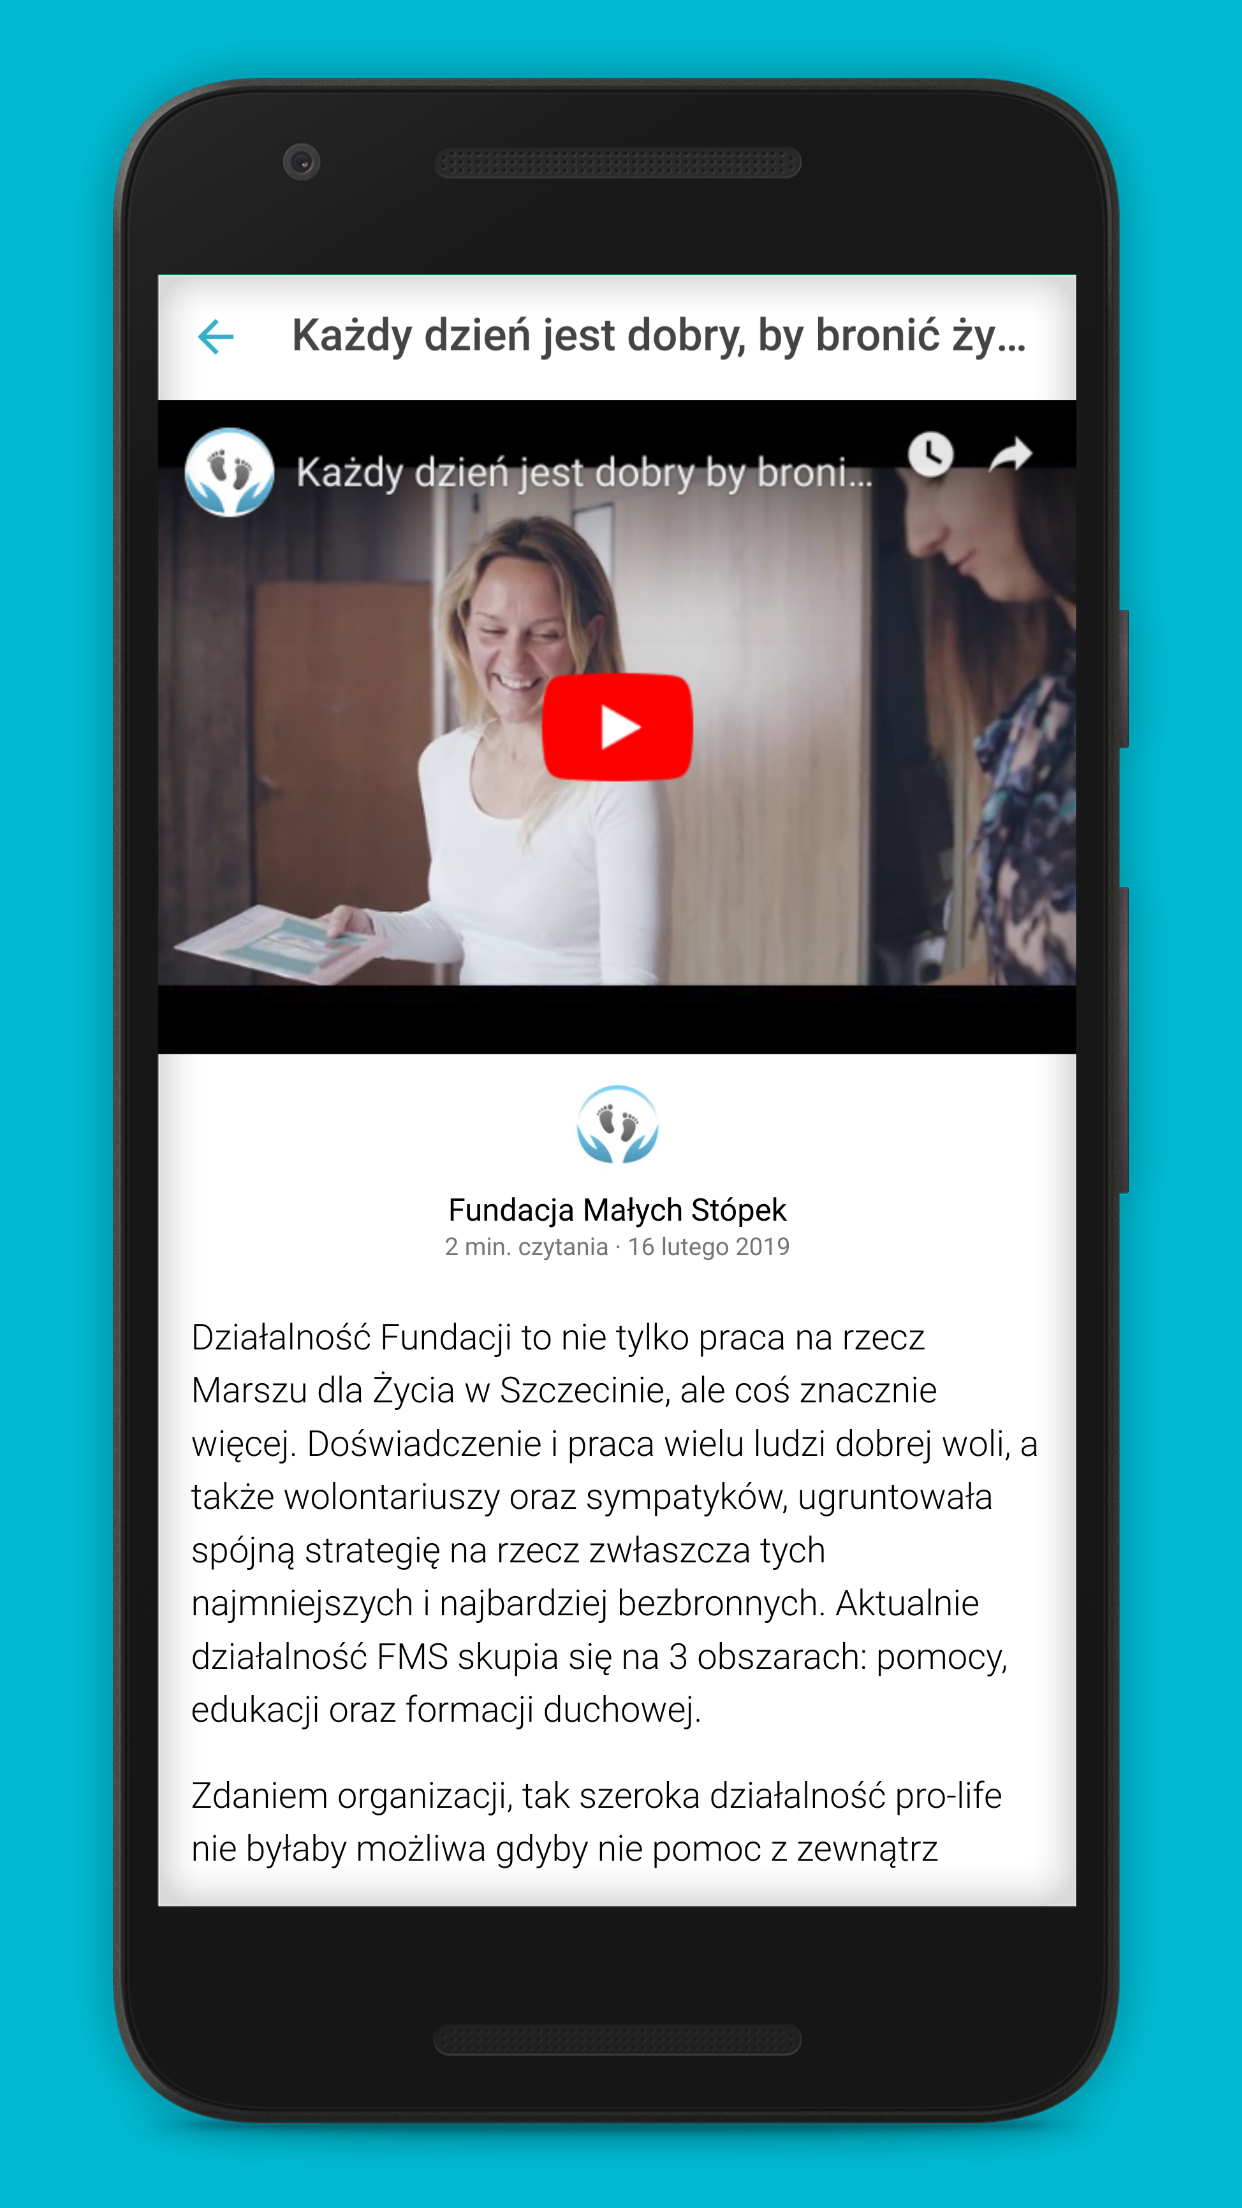 Każdy dzień jest dobry, by bronić ży...
Każdy dzień jest dobry by broni...
Fundacja Małych Stópek
2 min. czytania · 16 lutego 2019
Działalność Fundacji to nie tylko praca na rzecz
Marszu dla Życia w Szczecinie, ale coś znacznie
więcej. Doświadczenie i praca wielu ludzi dobrej woli, a
także wolontariuszy oraz sympatyków, ugruntowała
spójną strategię na rzecz zwłaszcza tych
najmniejszych i najbardziej bezbronnych. Aktualnie
działalność FMS skupia się na 3 obszarach: pomocy,
edukacji oraz formacji duchowej.
Zdaniem organizacji, tak szeroka działalność pro-life
nie byłaby możliwa gdyby nie pomoc z zewnątrz